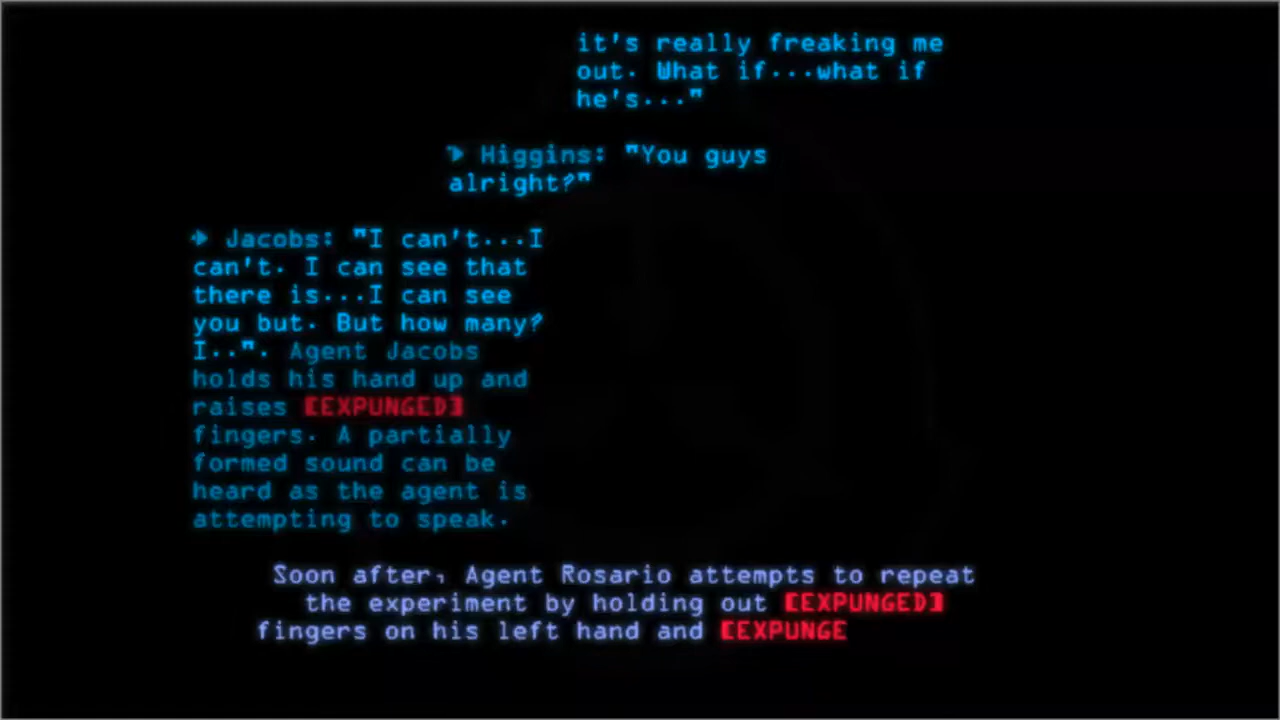 it's really freaking me
out. What if...what if
he's..."
→ Higgins: "You guys
alright?"
→ Jacobs: "I can't...I
can't. I can see that
there is...I can see
you but. But how many?
I..". Agent Jacobs
holds his hand up and
raises [EXPUNGED]
fingers. A partially
formed sound can be
heard as the agent is
attempting to speak.
Soon after, Agent Rosario attempts to repeat
the experiment by holding out [EXPUNGED]
fingers on his left hand and [EXPUNGE